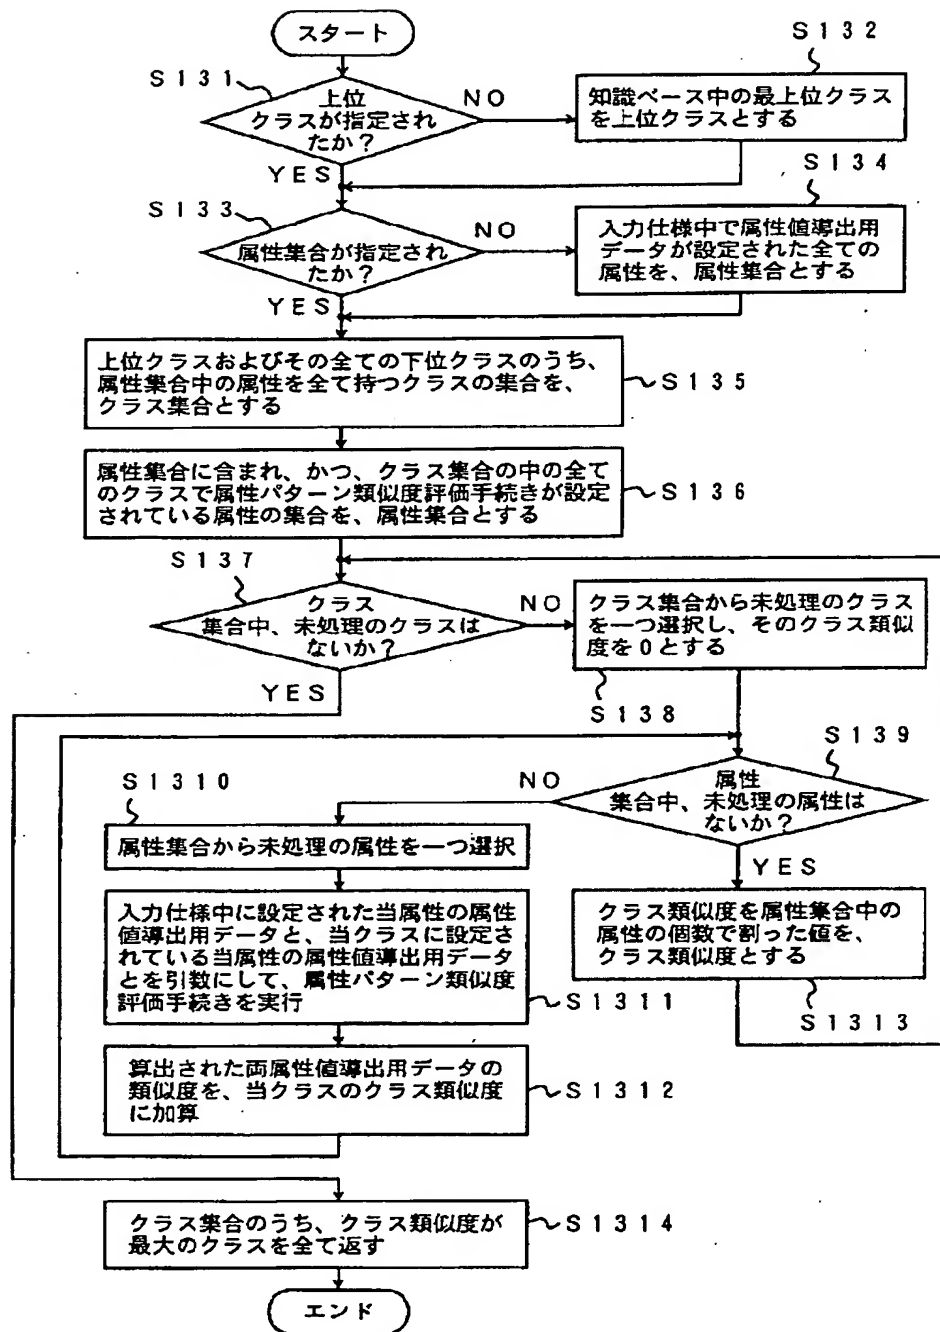 スタート
S131
上位
クラスが指定され
たか？
NO
S132
知識ベース中の最上位クラス
を上位クラスとする
YES
S133
属性集合が指定され
たか？
NO
S134
入力仕様中で属性値導出用
データが設定された全ての
属性を、属性集合とする
YES
上位クラスおよびその全ての下位クラスのうち、
属性集合中の属性を全て持つクラスの集合を、
クラス集合とする
S135
属性集合に含まれ、かつ、クラス集合の中の全て
のクラスで属性パターン類似度評価手続きが設定
されている属性の集合を、属性集合とする
S136
S137
クラス
集合中、未処理のクラスは
ないか？
NO
クラス集合から未処理のクラス
を一つ選択し、そのクラス類似
度を0とする
S138
YES
S139
属性
集合中、未処理の属性は
ないか？
NO
S1310
属性集合から未処理の属性を一つ選択
YES
入力仕様中に設定された当属性の属性
値導出用データと、当クラスに設定さ
れている当属性の属性値導出用データ
とを引数にして、属性パターン類似度
評価手続きを実行
S1311
クラス類似度を属性集合中の
属性の個数で割った値を、
クラス類似度とする
S1313
算出された両属性値導出用データの
類似度を、当クラスのクラス類似度
に加算
S1312
クラス集合のうち、クラス類似度が
最大のクラスを全て返す
S1314
エンド